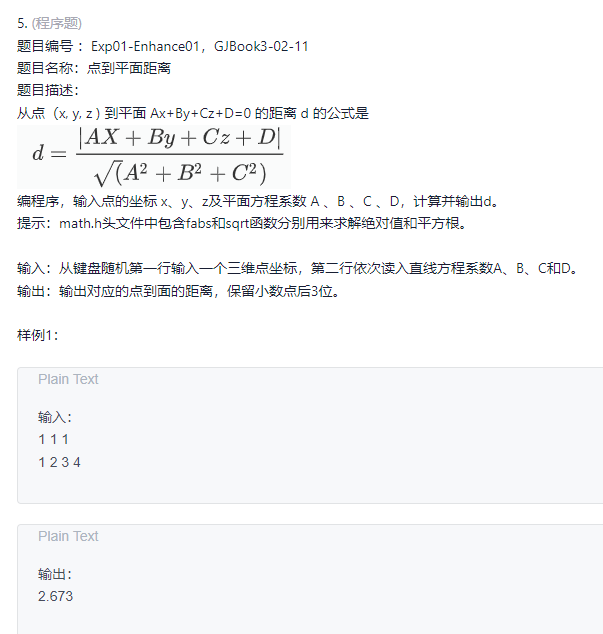 5. (程序题)
题目编号 ：Exp01-Enhance01，GJBook3-02-11
题目名称：点到平面距离
题目描述：
从点（x, y, z ) 到平面 Ax+By+Cz+D=0 的距离 d 的公式是
d = |AX + By + Cz + D| / √(A² + B² + C²)
编程序，输入点的坐标 x、y、z及平面方程系数 A 、B 、C 、D，计算并输出d。
提示：math.h头文件中包含fabs和sqrt函数分别用来求解绝对值和平方根。
输入：从键盘随机第一行输入一个三维点坐标，第二行依次读入直线方程系数A、B、C和D。
输出：输出对应的点到面的距离，保留小数点后3位。
样例1：
Plain Text
输入：
1 1 1
1 2 3 4
Plain Text
输出：
2.673